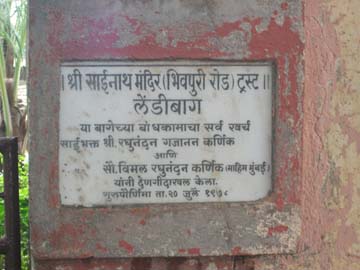 । श्री साईनाथ मंदिर (भिवपुरी रोड) ट्रस्ट ।।
लेंडीबाग
या बागेच्या बांधकामाचा सर्व खर्च
साईभक्त श्री. रघुनंदन गजानन कर्णिक
आणि
सौ. विमल रघुनंदन कर्णिक (माहिम मुंबई)
यांनी देणगीदाखल केला.
गुरुपौर्णिमा ता. २० जुलै १९७८